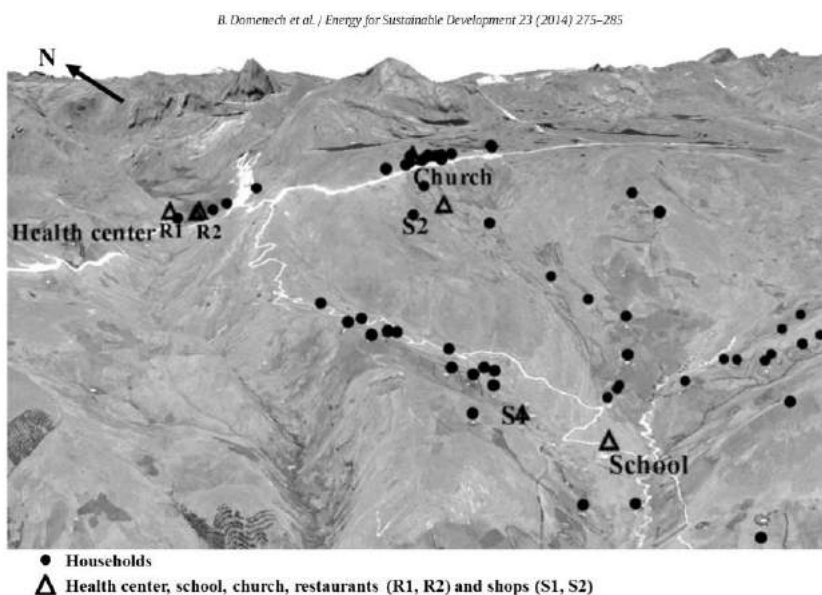 B. Domenech et al. / Energy for Sustainable Development 23 (2014) 275–285
N
Church
Health center
R1
R2
S2
S1
School
Households
Health center, school, church, restaurants (R1, R2) and shops (S1, S2)